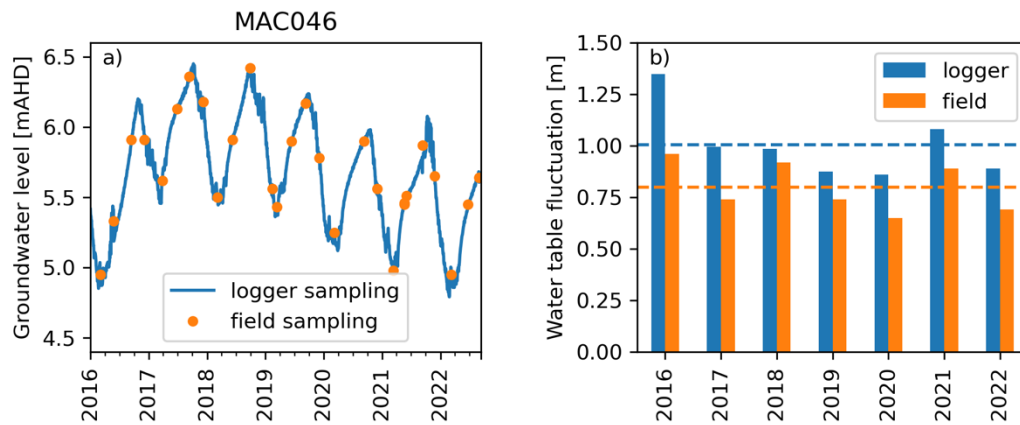 MAC046
a)
Groundwater level [mAHD]
6.5
6.0
5.5
5.0
4.5
logger sampling
field sampling
2016
2017
2018
2019
2020
2021
2022
b)
Water table fluctuation [m]
1.50
1.25
1.00
0.75
0.50
0.25
0.00
logger
field
2016
2017
2018
2019
2020
2021
2022